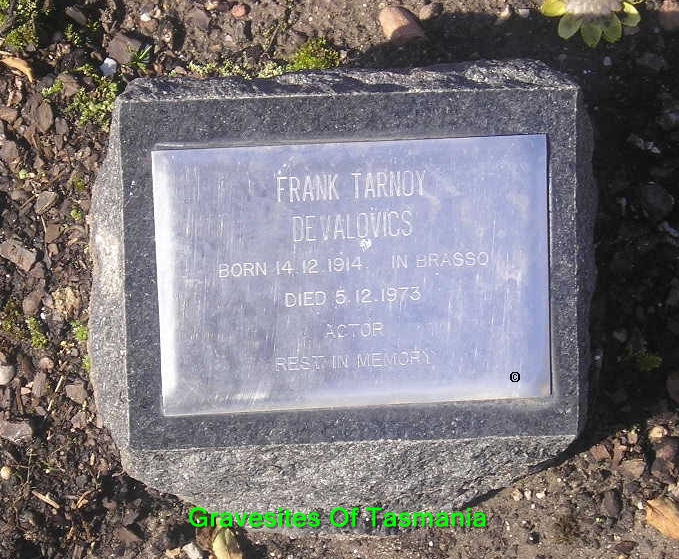 FRANK TARNOY
DEVALOVICS
BORN 14.12.1914. IN BRASSO
DIED 5.12.1973
ACTOR
REST IN MEMORY
©
Gravesites Of Tasmania